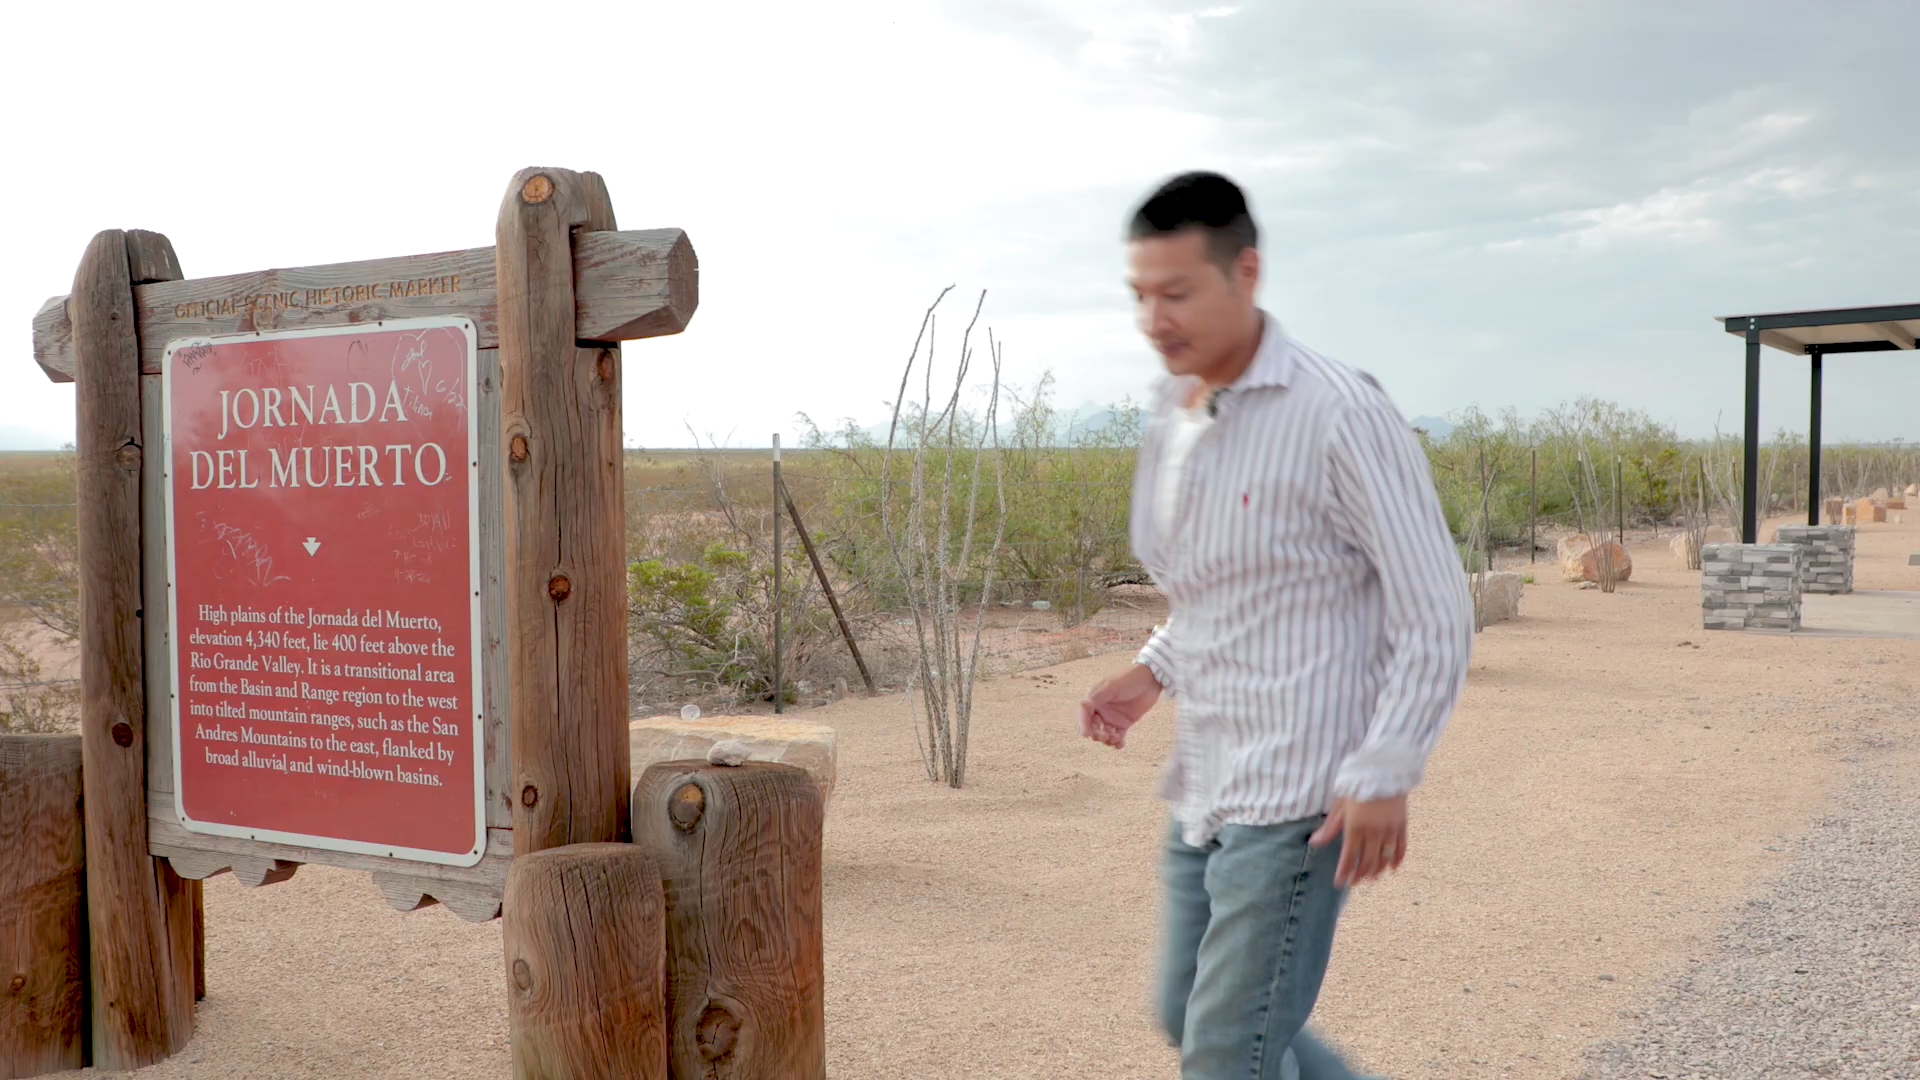 OFFICIAL SCENIC HISTORIC MARKER
JORNADA
DEL MUERTO
High plains of the Jornada del Muerto,
elevation 4,340 feet, lie 400 feet above the
Rio Grande Valley. It is a transitional area
from the Basin and Range region to the west
into tilted mountain ranges, such as the San
Andres Mountains to the east, flanked by
broad alluvial and wind-blown basins.